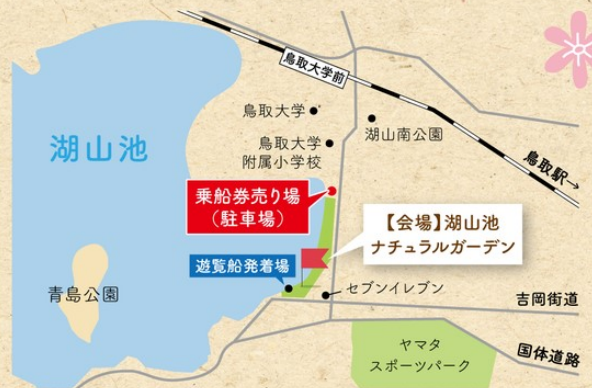 鳥取大学前
鳥取大学
湖山南公園
鳥取大学
附属小学校
鳥取駅→
湖山池
乗船券売り場
（駐車場）
【会場】湖山池
ナチュラルガーデン
遊覧船発着場
青島公園
セブンイレブン
吉岡街道
ヤマタ
スポーツパーク
国体道路